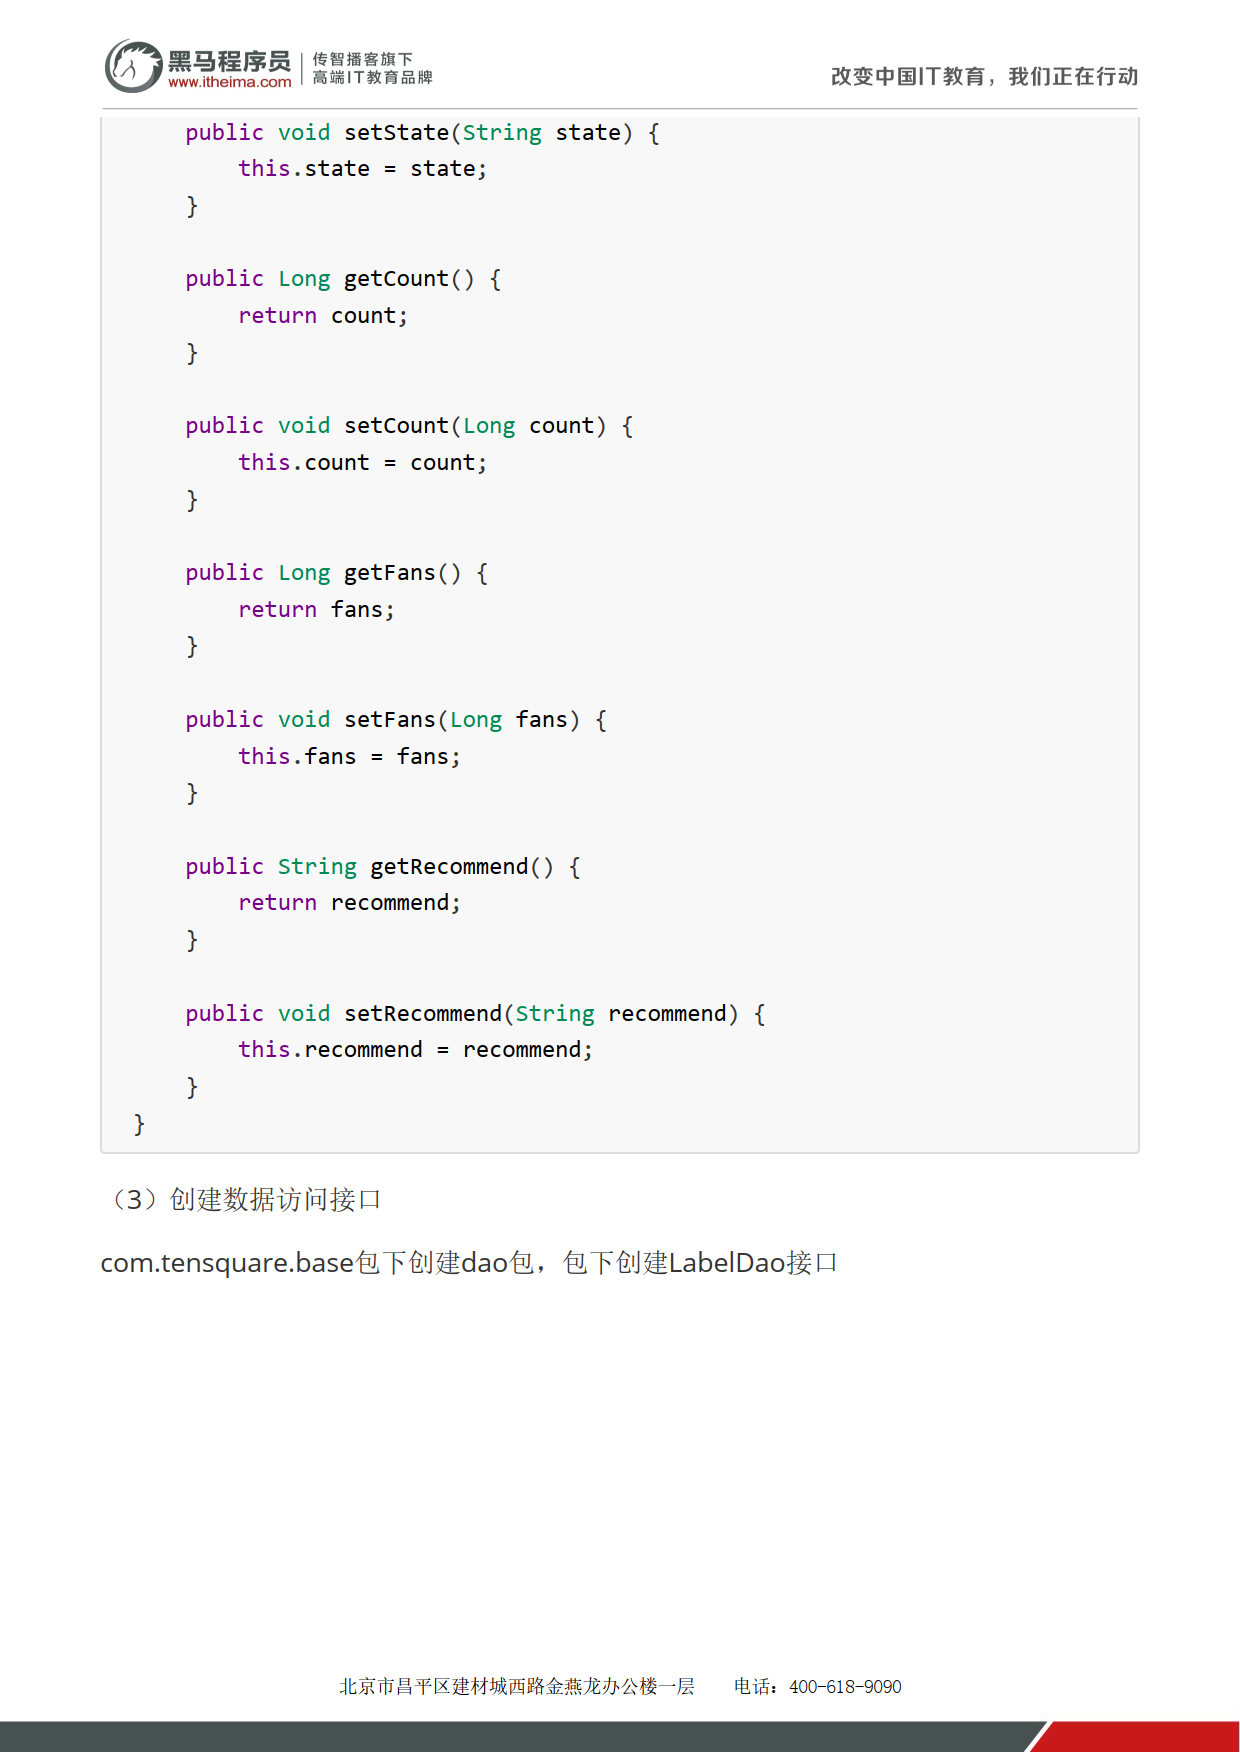 黑马程序员
www.itheima.com
传智播客旗下
高端IT教育品牌
改变中国IT教育，我们正在行动
    public void setState(String state) {
        this.state = state;
    }

    public Long getCount() {
        return count;
    }

    public void setCount(Long count) {
        this.count = count;
    }

    public Long getFans() {
        return fans;
    }

    public void setFans(Long fans) {
        this.fans = fans;
    }

    public String getRecommend() {
        return recommend;
    }

    public void setRecommend(String recommend) {
        this.recommend = recommend;
    }
}
（3）创建数据访问接口
com.tensquare.base包下创建dao包，包下创建LabelDao接口
北京市昌平区建材城西路金燕龙办公楼一层 电话：400-618-9090